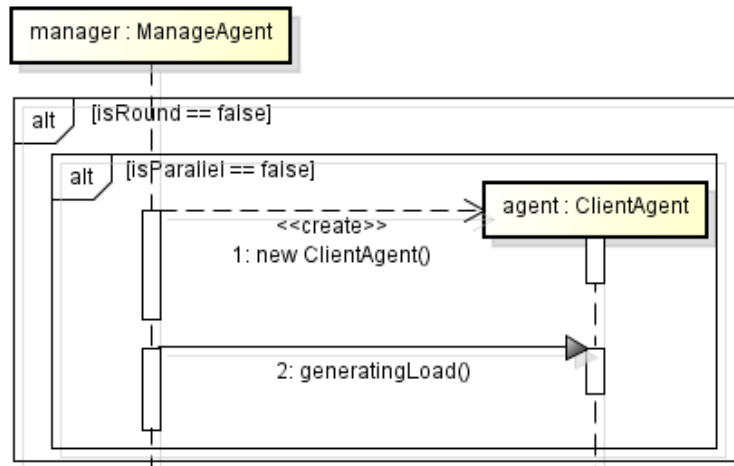 manager : ManageAgent
alt
[isRound == false]
alt
[isParallel == false]
agent : ClientAgent
<<create>>
1: new ClientAgent()
2: generatingLoad()